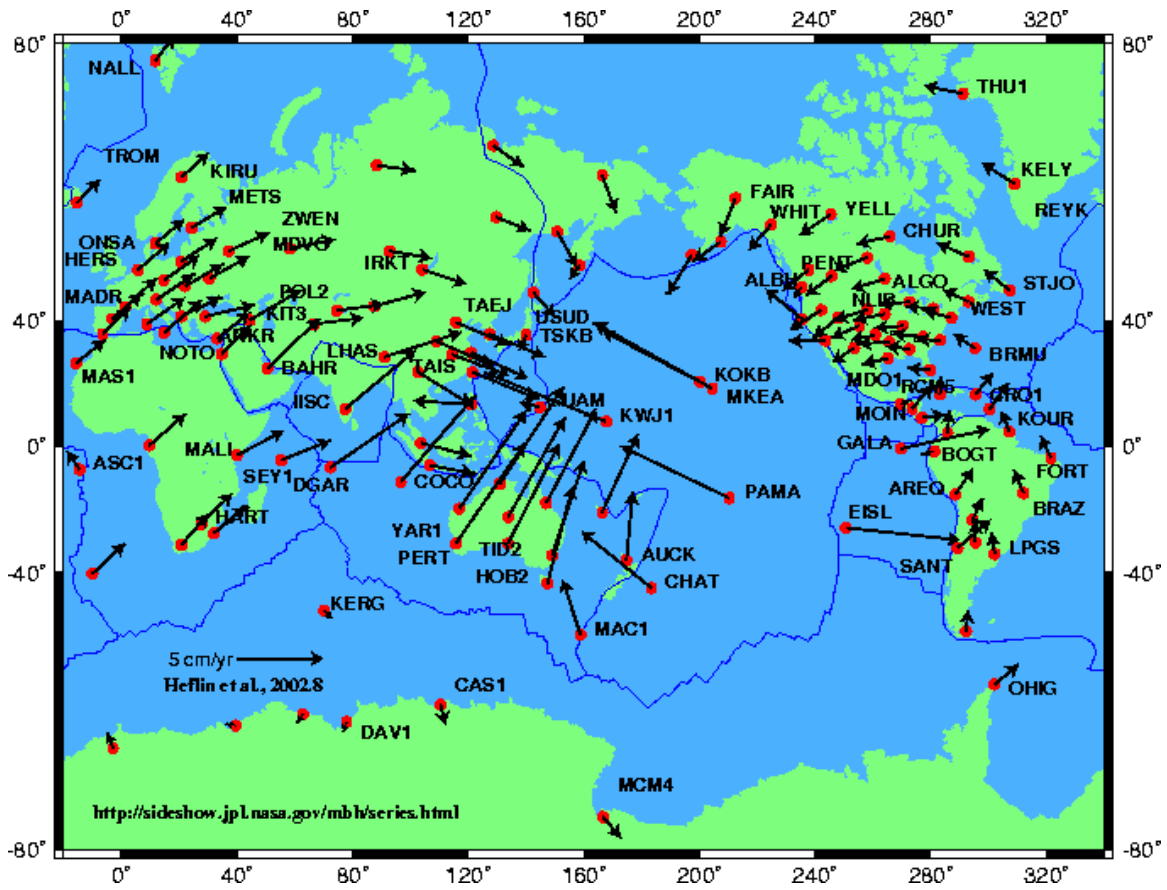 0° 40° 80° 120° 160° 200° 240° 280° 320°
80° 80°
NALL
THU1
TROM
KIRU
KELY
METS
FAIR
REYK
ZWEN
WHIT
YELL
ONSA
MDVO
CHUR
HERS
IRKT
PENT
STJO
ALBH
ALGO
MADR
POL2
TAEJ
NLIB
WEST
40° KIT3 USUD 40°
ANKR
TSKB
NOTO
LHAS
BRMU
MAS1
BAHR
TAIS
KOKB
MDO1
RCM5
IISC
GUAM
MKEA
CRO1
KWJ1
MOIN
KOUR
0° MALI GALA 0°
ASC1
BOGT
SEY1
DGAR
COCO
FORT
PAMA
AREQ
EISL
BRAZ
YAR1
PERT
TID2
AUCK
LPGS
HOB2
CHAT
SANT
-40° -40°
KERG
MAC1
5 cm/yr
Heflin et al., 2002.8
CAS1
OHIG
DAV1
MCM4
http://sideshow.jpl.nasa.gov/mbh/series.html
-80° -80°
0° 40° 80° 120° 160° 200° 240° 280° 320°